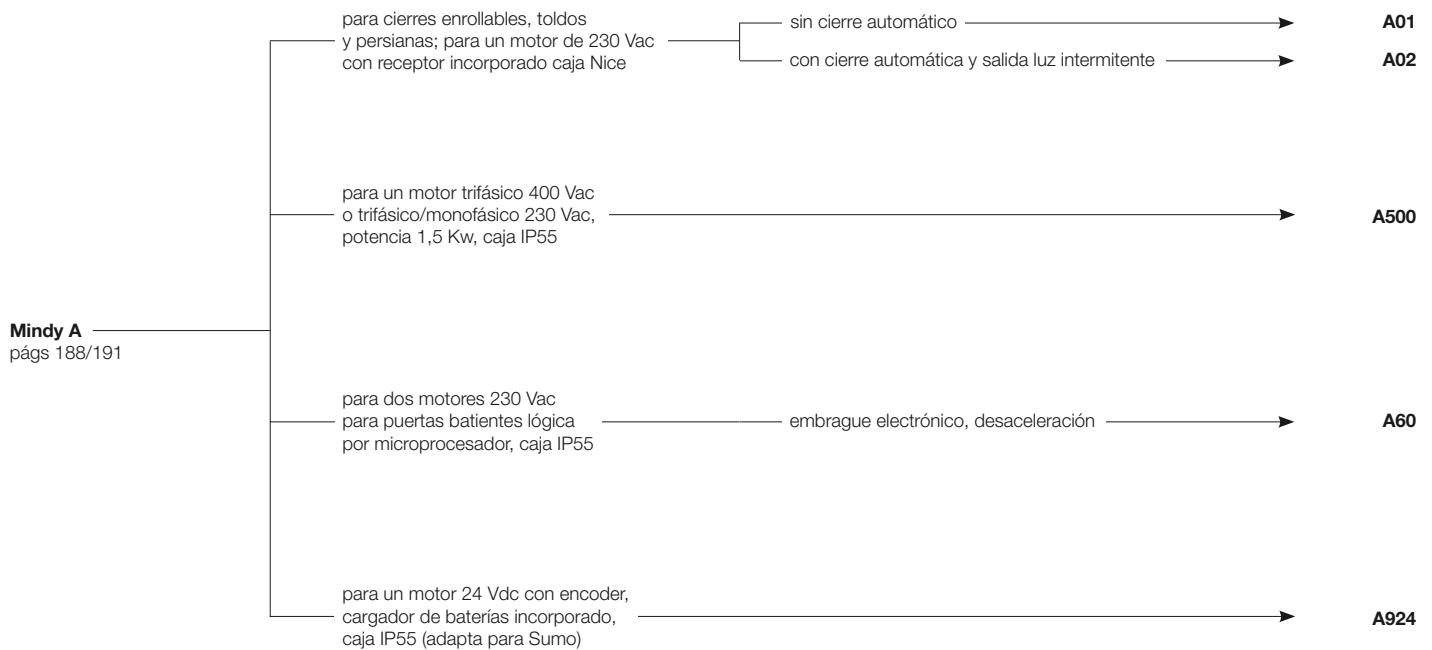 para cierres enrollables, toldos
y persianas; para un motor de 230 Vac
con receptor incorporado caja Nice
sin cierre automático
A01
con cierre automática y salida luz intermitente
A02
para un motor trifásico 400 Vac
o trifásico/monofásico 230 Vac,
potencia 1,5 Kw, caja IP55
A500
Mindy A
págs 188/191
para dos motores 230 Vac
para puertas batientes lógica
por microprocesador, caja IP55
embrague electrónico, desaceleración
A60
para un motor 24 Vdc con encoder,
cargador de baterías incorporado,
caja IP55 (adapta para Sumo)
A924